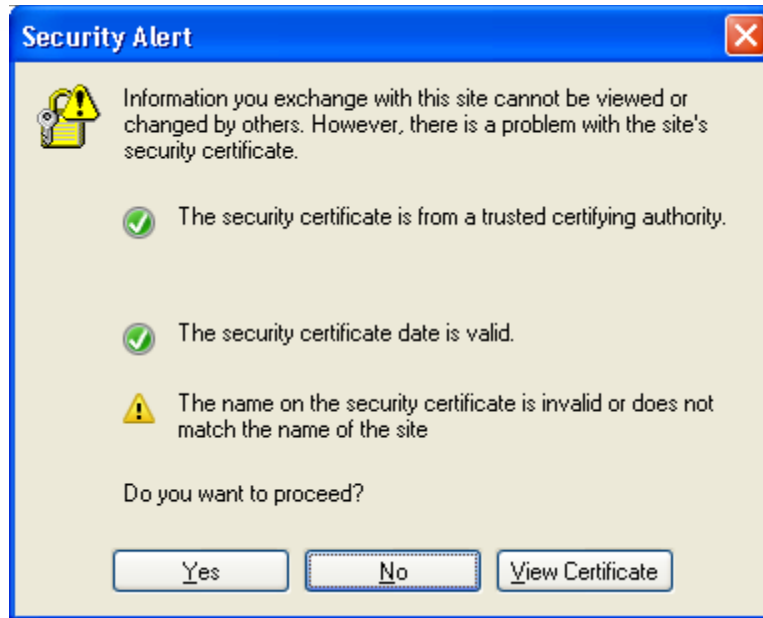 Security Alert
Information you exchange with this site cannot be viewed or
changed by others. However, there is a problem with the site's
security certificate.
The security certificate is from a trusted certifying authority.
The security certificate date is valid.
The name on the security certificate is invalid or does not
match the name of the site
Do you want to proceed?
Yes No View Certificate